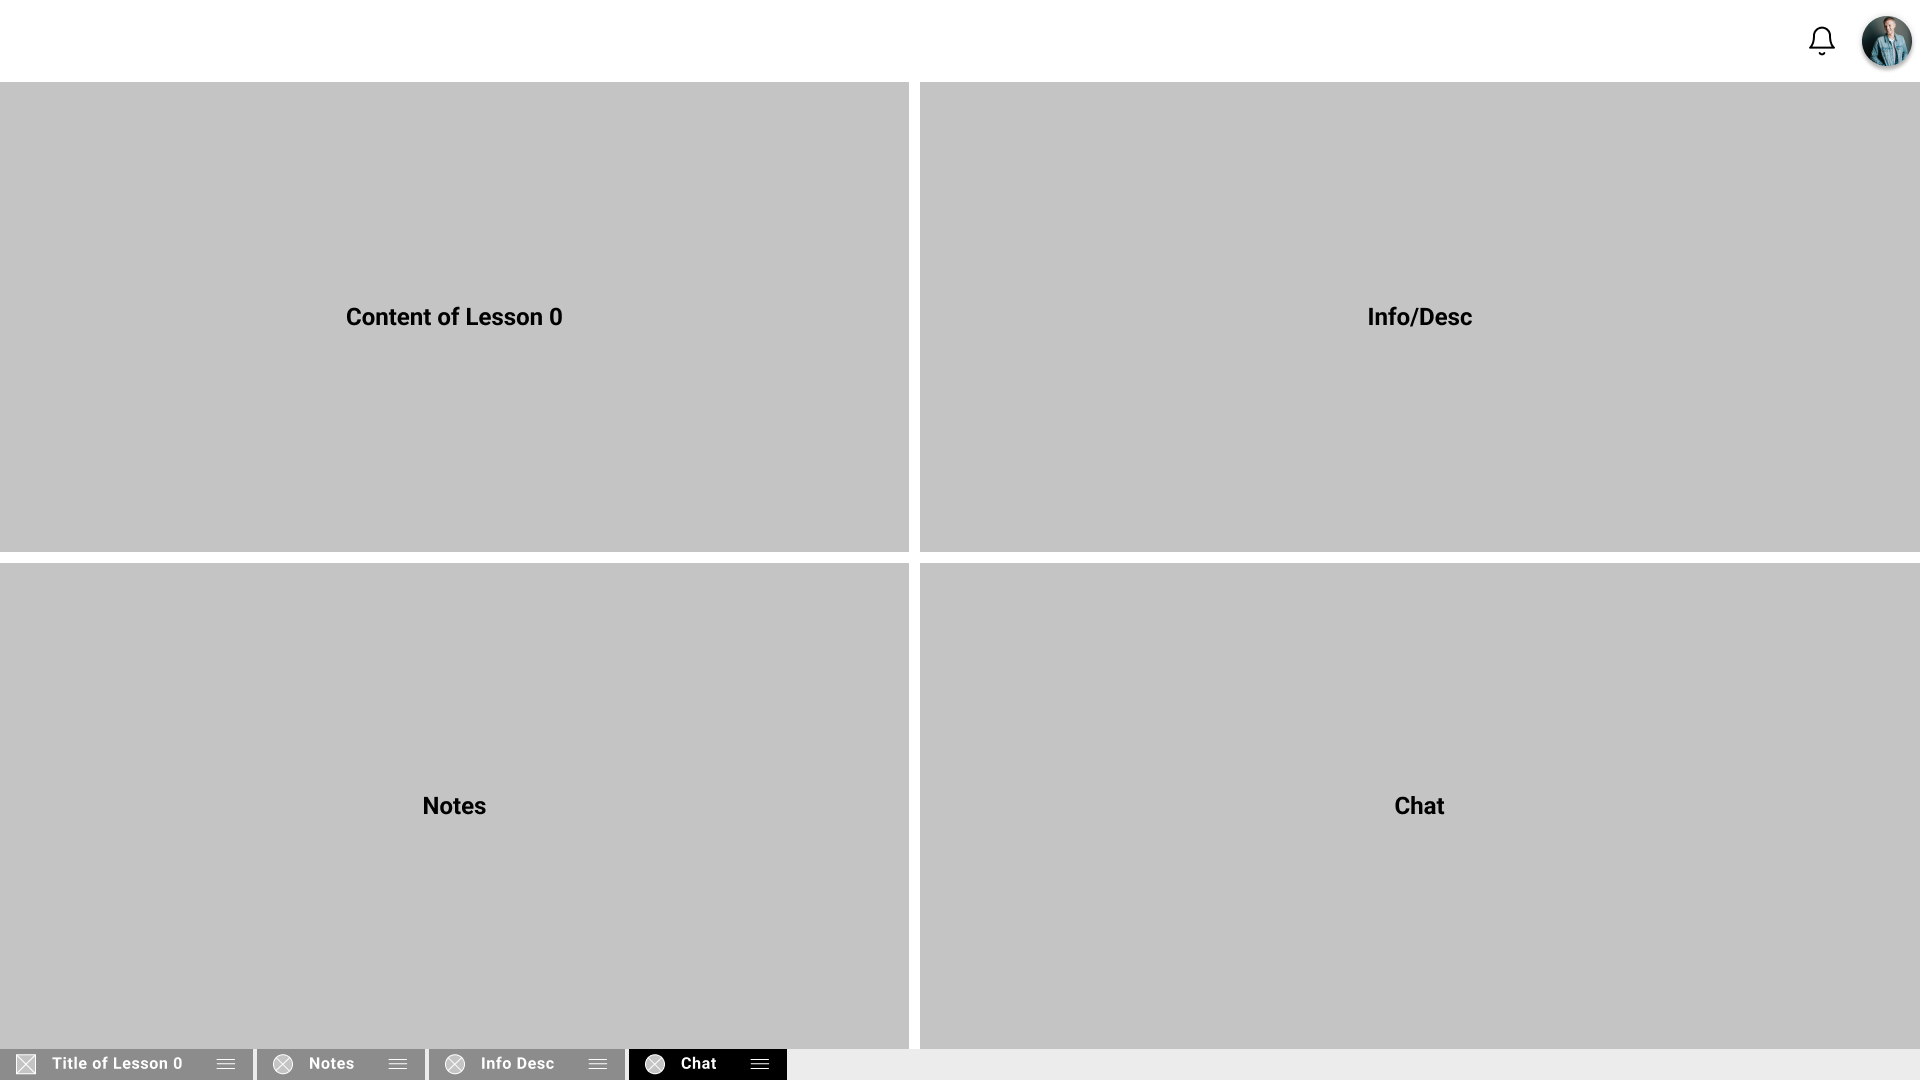 Content of Lesson 0
Info/Desc
Notes
Chat
Title of Lesson 0
Notes
Info Desc
Chat